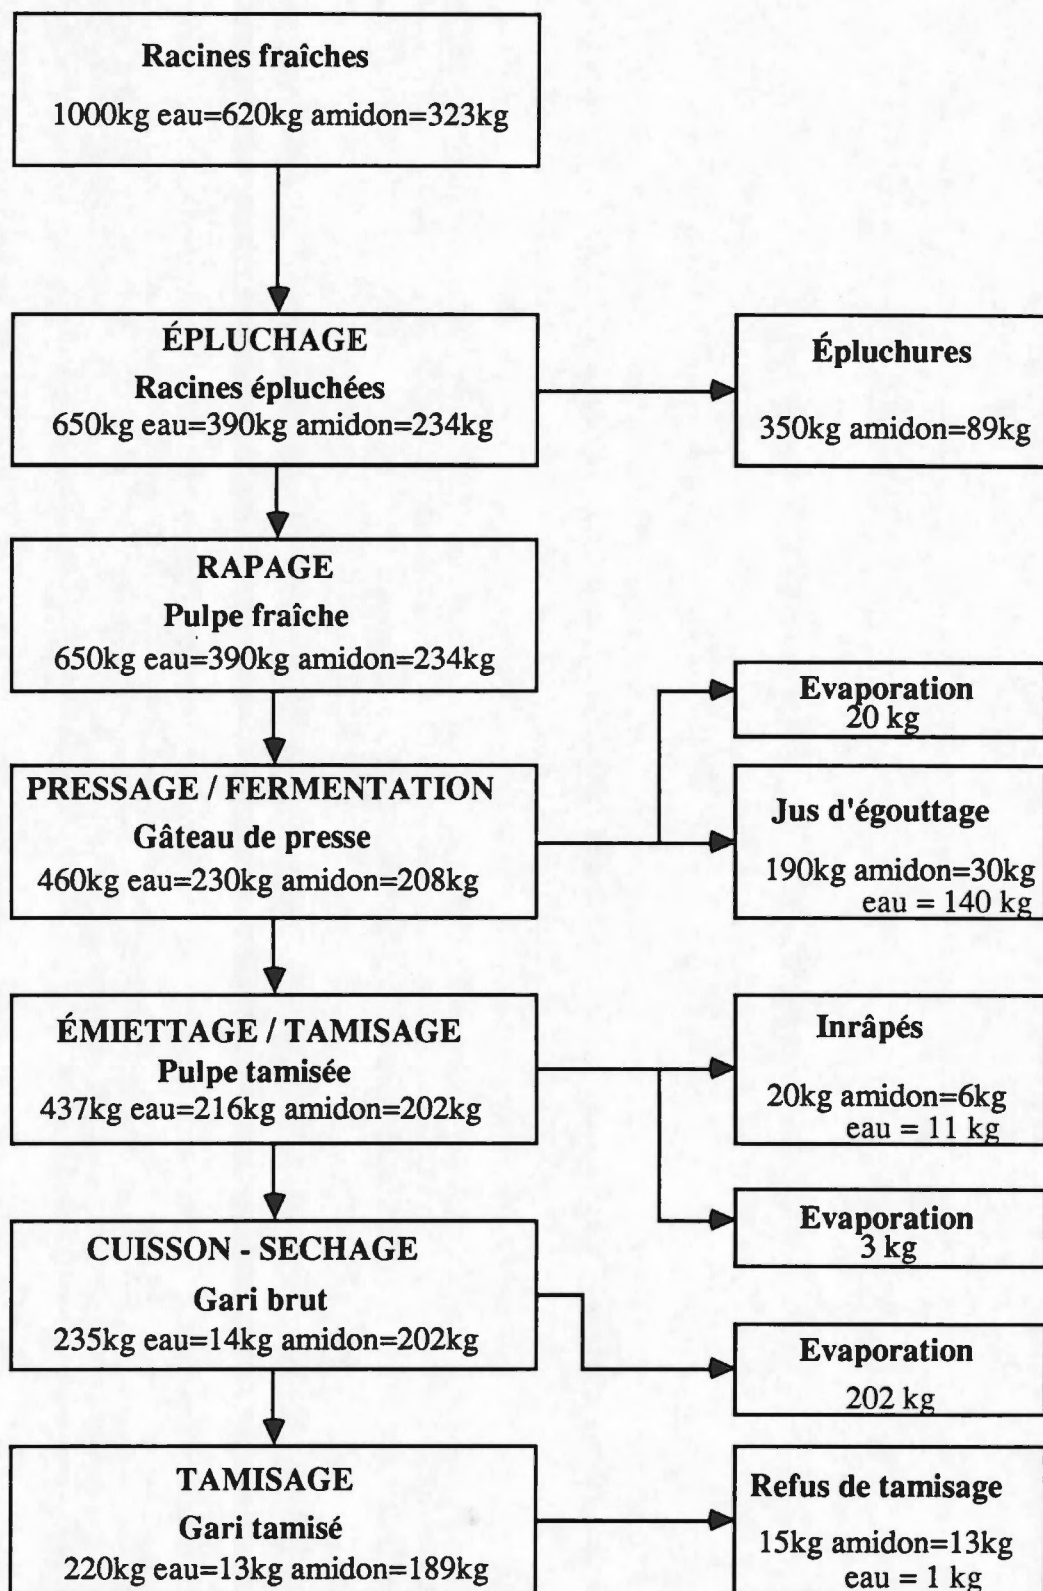 Racines fraîches
1000kg eau=620kg amidon=323kg
ÉPLUCHAGE
Racines épluchées
650kg eau=390kg amidon=234kg
Épluchures
350kg amidon=89kg
RAPAGE
Pulpe fraîche
650kg eau=390kg amidon=234kg
Evaporation
20 kg
PRESSAGE / FERMENTATION
Gâteau de presse
460kg eau=230kg amidon=208kg
Jus d'égouttage
190kg amidon=30kg
eau = 140 kg
ÉMIETTAGE / TAMISAGE
Pulpe tamisée
437kg eau=216kg amidon=202kg
Inrâpés
20kg amidon=6kg
eau = 11 kg
Evaporation
3 kg
CUISSON - SECHAGE
Gari brut
235kg eau=14kg amidon=202kg
Evaporation
202 kg
TAMISAGE
Gari tamisé
220kg eau=13kg amidon=189kg
Refus de tamisage
15kg amidon=13kg
eau = 1 kg